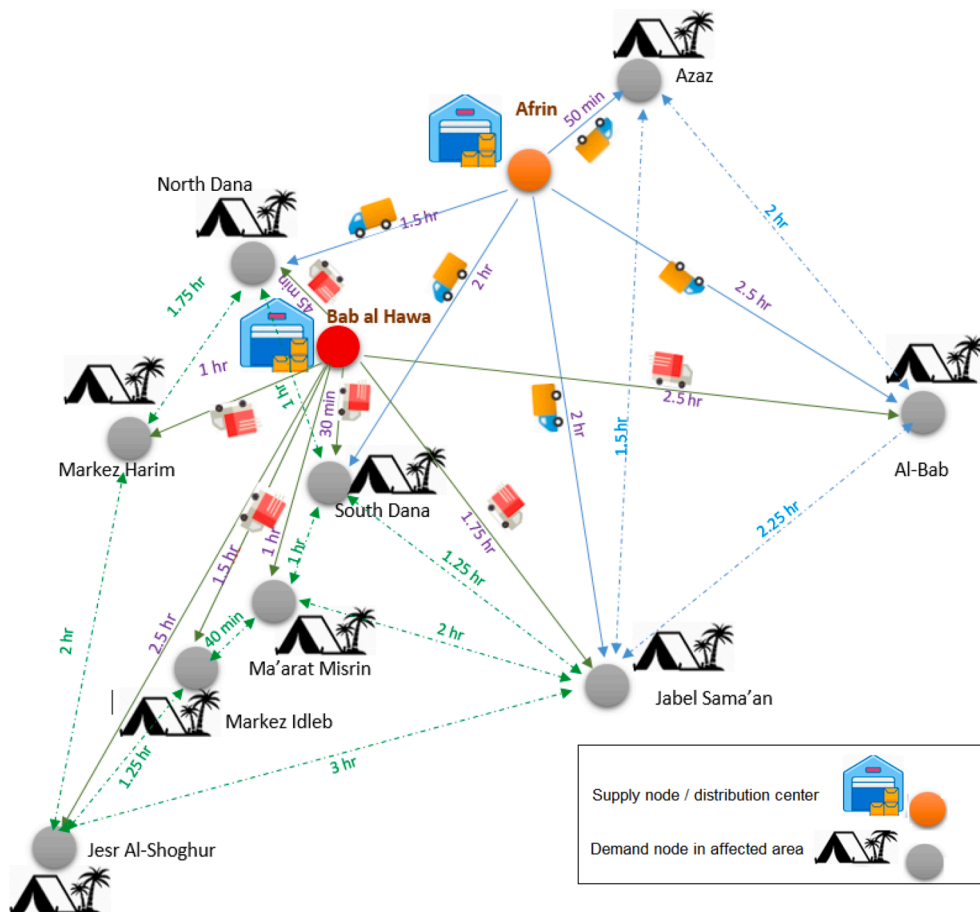 Azaz
Afrin
50 min
North Dana
1.5 hr
2 hr
2 hr
1.75 hr
45 min
Bab al Hawa
2.5 hr
1 hr
1 hr
30 min
2.5 hr
2 hr
1.5 hr
Markez Harim
Al-Bab
South Dana
1.75 hr
2.25 hr
1.5 hr
1 hr
1 hr
1.25 hr
2.5 hr
40 min
2 hr
2 hr
Ma'arat Misrin
Jabel Sama'an
Markez Idleb
1.25 hr
3 hr
Supply node / distribution center
Jesr Al-Shoghur
Demand node in affected area